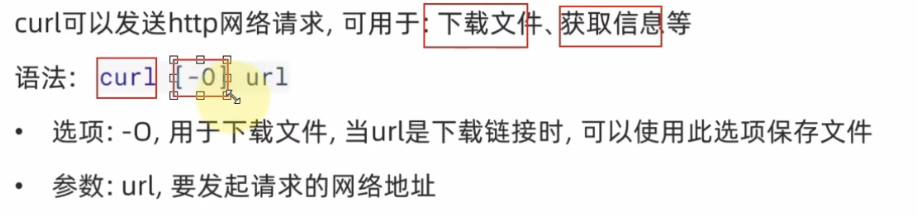 curl可以发送http网络请求, 可用于: 下载文件、获取信息等
语法: curl [-O] url
• 选项: -O, 用于下载文件, 当url是下载链接时, 可以使用此选项保存文件
• 参数: url, 要发起请求的网络地址